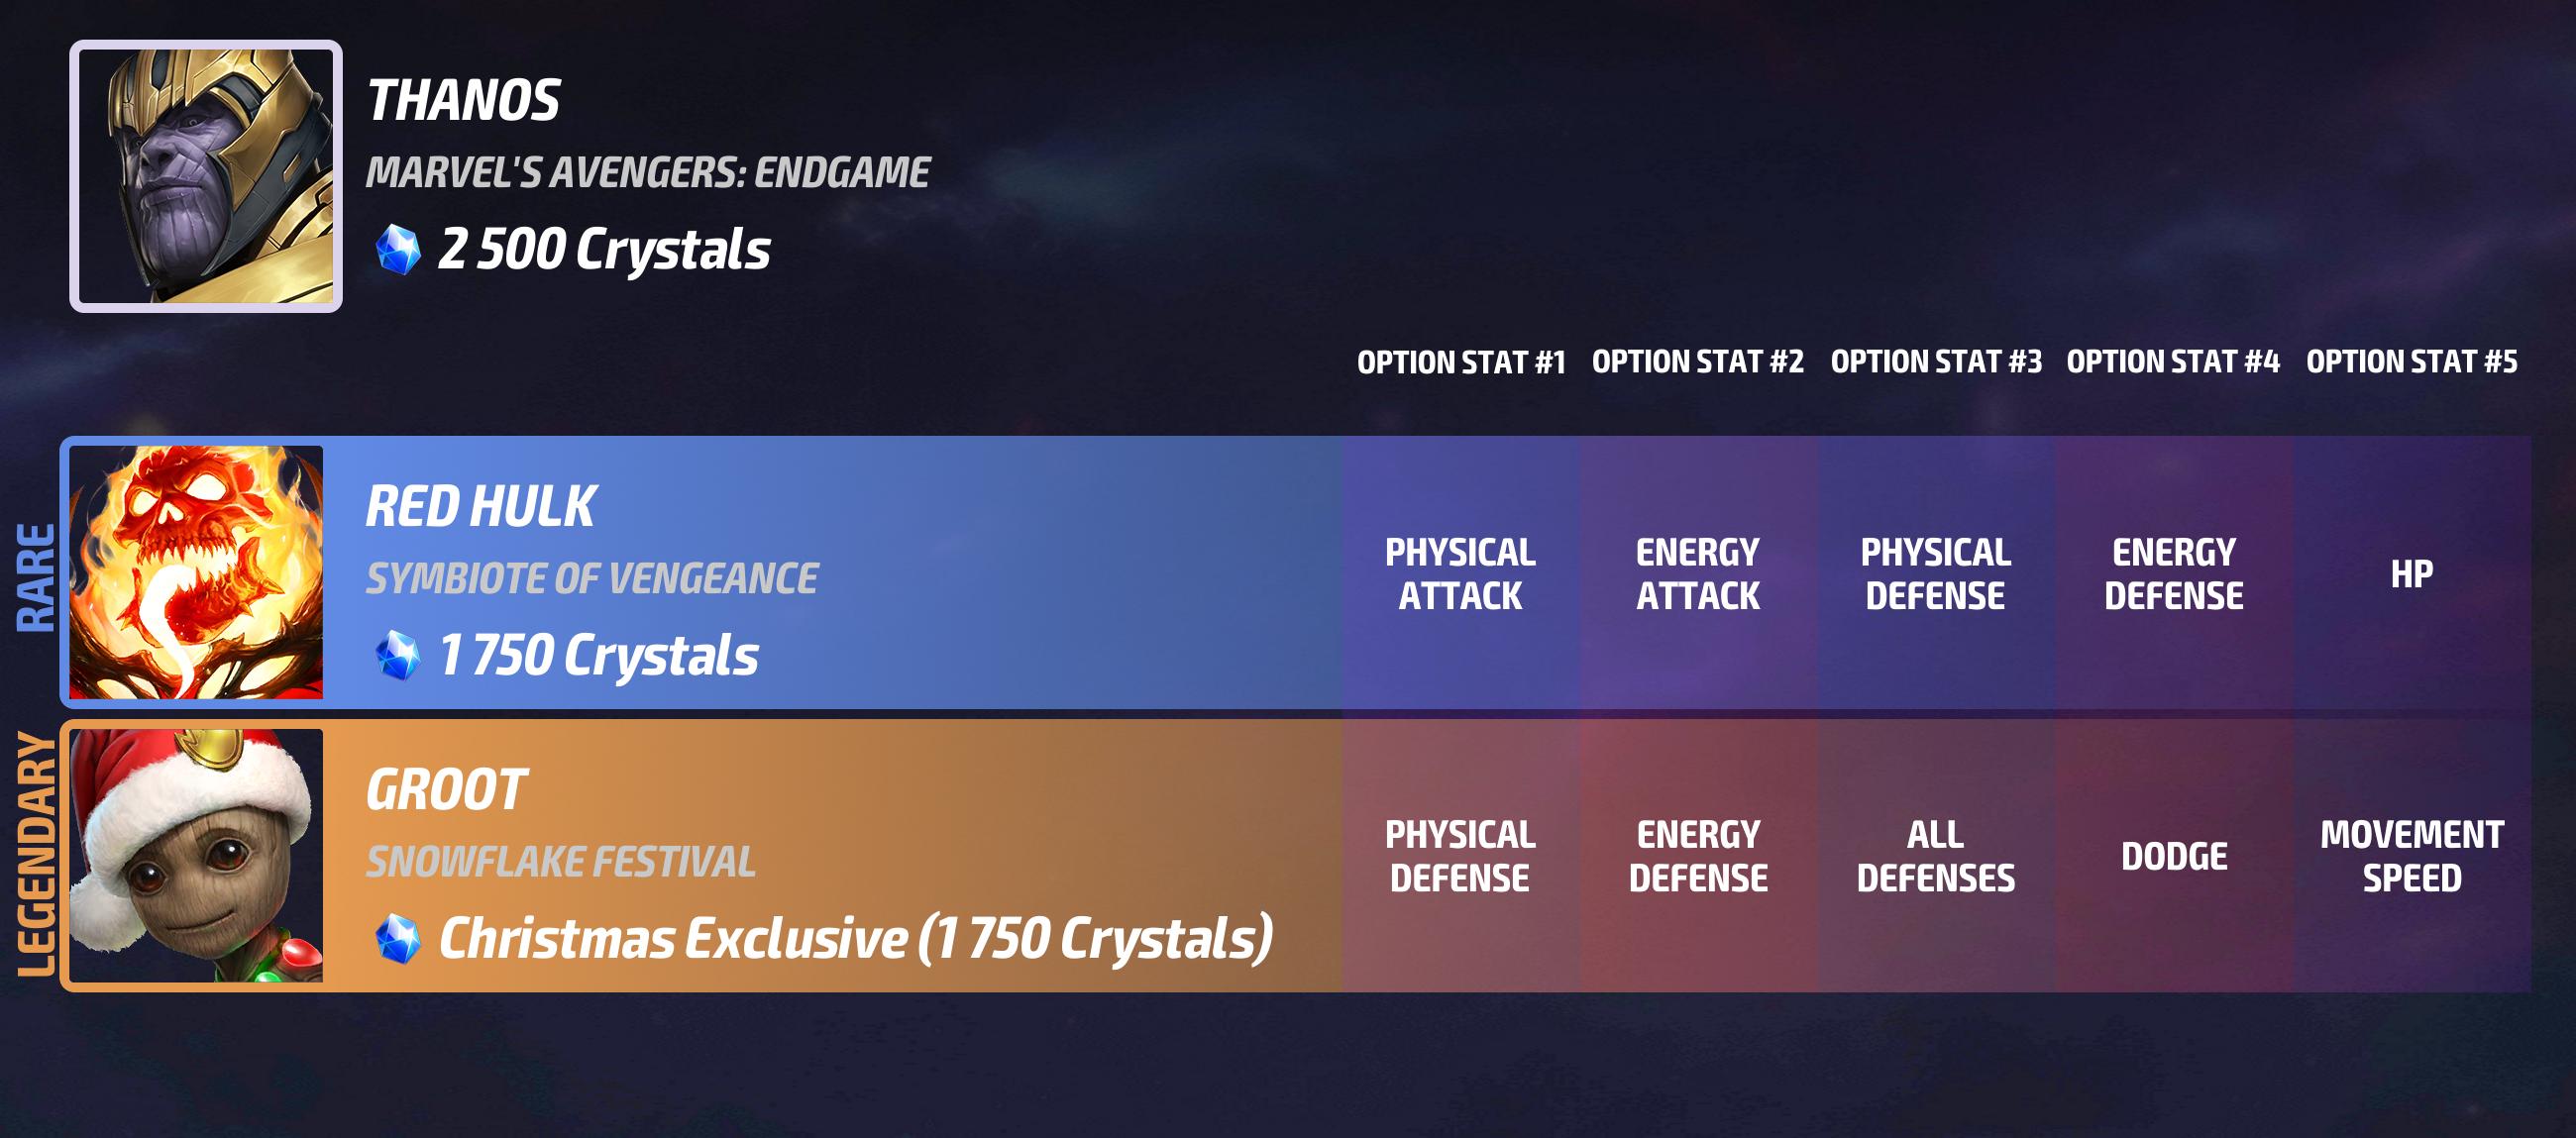 THANOS
MARVEL'S AVENGERS: ENDGAME
2 500 Crystals
OPTION STAT #1 OPTION STAT #2 OPTION STAT #3 OPTION STAT #4 OPTION STAT #5
RARE
RED HULK
SYMBIOTE OF VENGEANCE
1 750 Crystals
PHYSICAL
ATTACK
ENERGY
ATTACK
PHYSICAL
DEFENSE
ENERGY
DEFENSE
HP
LEGENDARY
GROOT
SNOWFLAKE FESTIVAL
Christmas Exclusive (1 750 Crystals)
PHYSICAL
DEFENSE
ENERGY
DEFENSE
ALL
DEFENSES
DODGE
MOVEMENT
SPEED